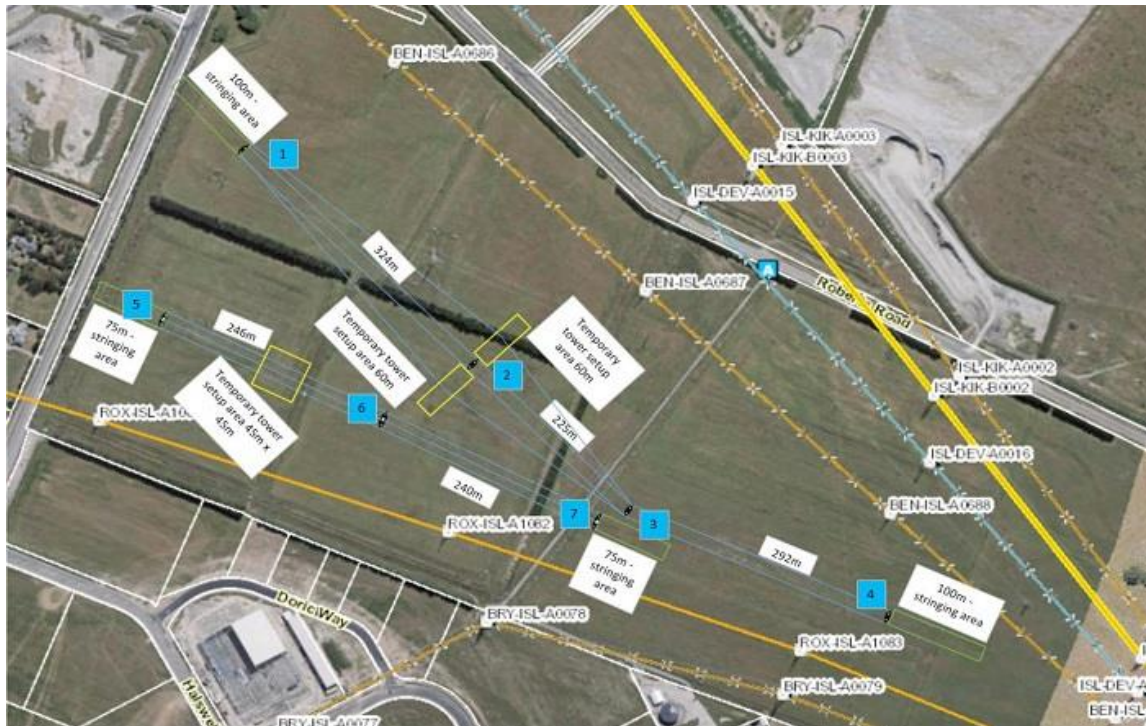 BEN-ISL-A0686
100m -
stringing
area
1
ISL-KIK-A0003
ISL-KIK-B0003
ISL-DEV-A0015
324m
A
BEN-ISL-A0687
Road
5
75m -
stringing
area
246m
Temporary tower
setup area 60m
Temporary
tower setup
area 60m
2
Temporary tower
setup area 45m x
45m
6
225m
ISL-KIK-A0002
ISL-KIK-B0002
ISL-DEV-A0016
240m
ROX-ISL-A1082
7
3
BEN-ISL-A0688
75m -
stringing
area
292m
4
100m -
stringing area
Doric Way
BRY-ISL-A0078
ROX-ISL-A1083
BRY-ISL-A0079
BRY-ISL-A0077